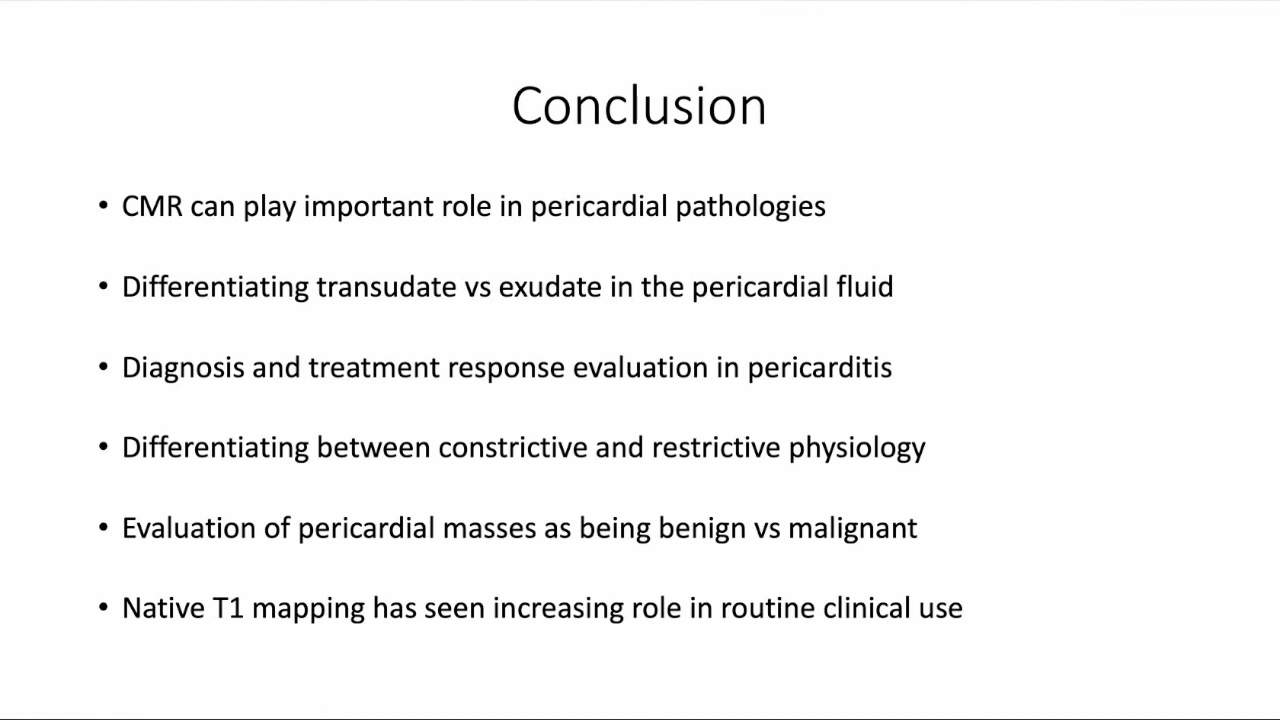 Conclusion
• CMR can play important role in pericardial pathologies
• Differentiating transudate vs exudate in the pericardial fluid
• Diagnosis and treatment response evaluation in pericarditis
• Differentiating between constrictive and restrictive physiology
• Evaluation of pericardial masses as being benign vs malignant
• Native T1 mapping has seen increasing role in routine clinical use